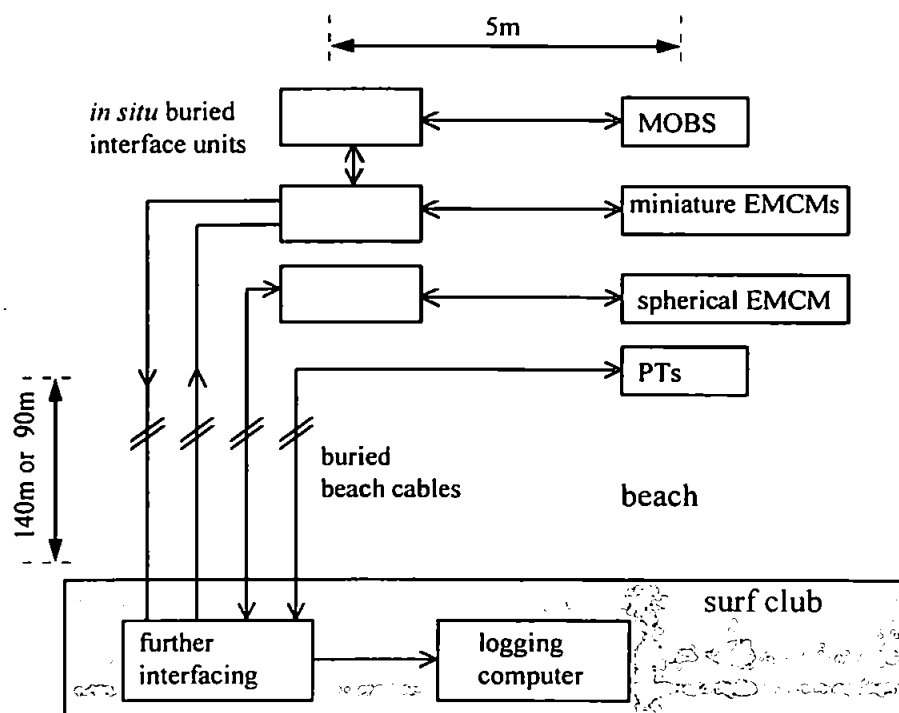 5m
in situ buried
interface units
MOBS
miniature EMCMs
spherical EMCM
PTs
140m or 90m
buried
beach cables
beach
surf club
further
interfacing
logging
computer